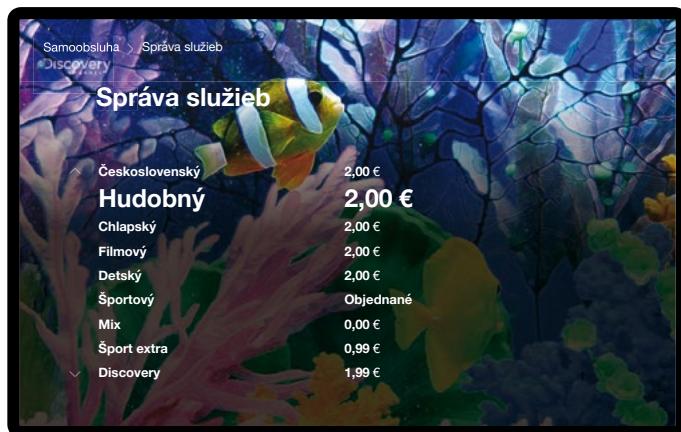 Samoobsluha > Správa služieb
Discovery
CHANNEL
Správa služieb
Československý 2,00 €
Hudobný 2,00 €
Chlapský 2,00 €
Filmový 2,00 €
Detský 2,00 €
Športový Objednané
Mix 0,00 €
Šport extra 0,99 €
Discovery 1,99 €